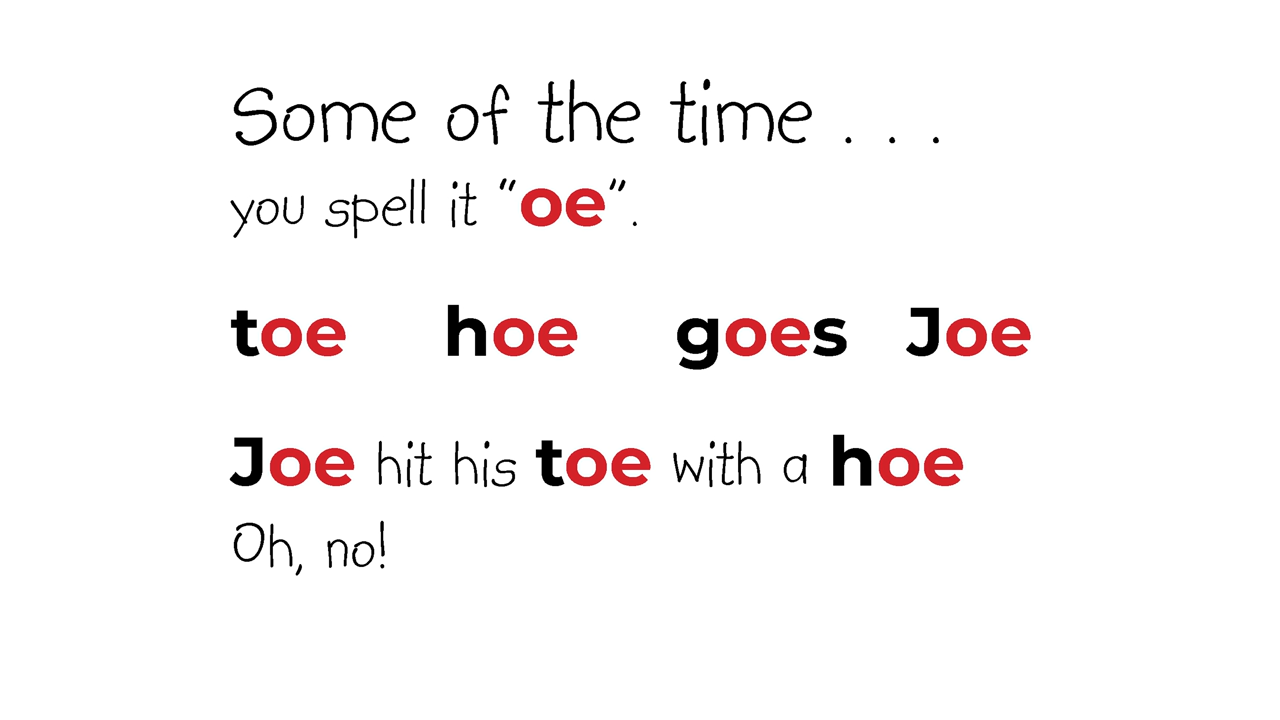 Some of the time . . .
you spell it "oe".
toe hoe goes Joe
Joe hit his toe with a hoe
Oh, no!